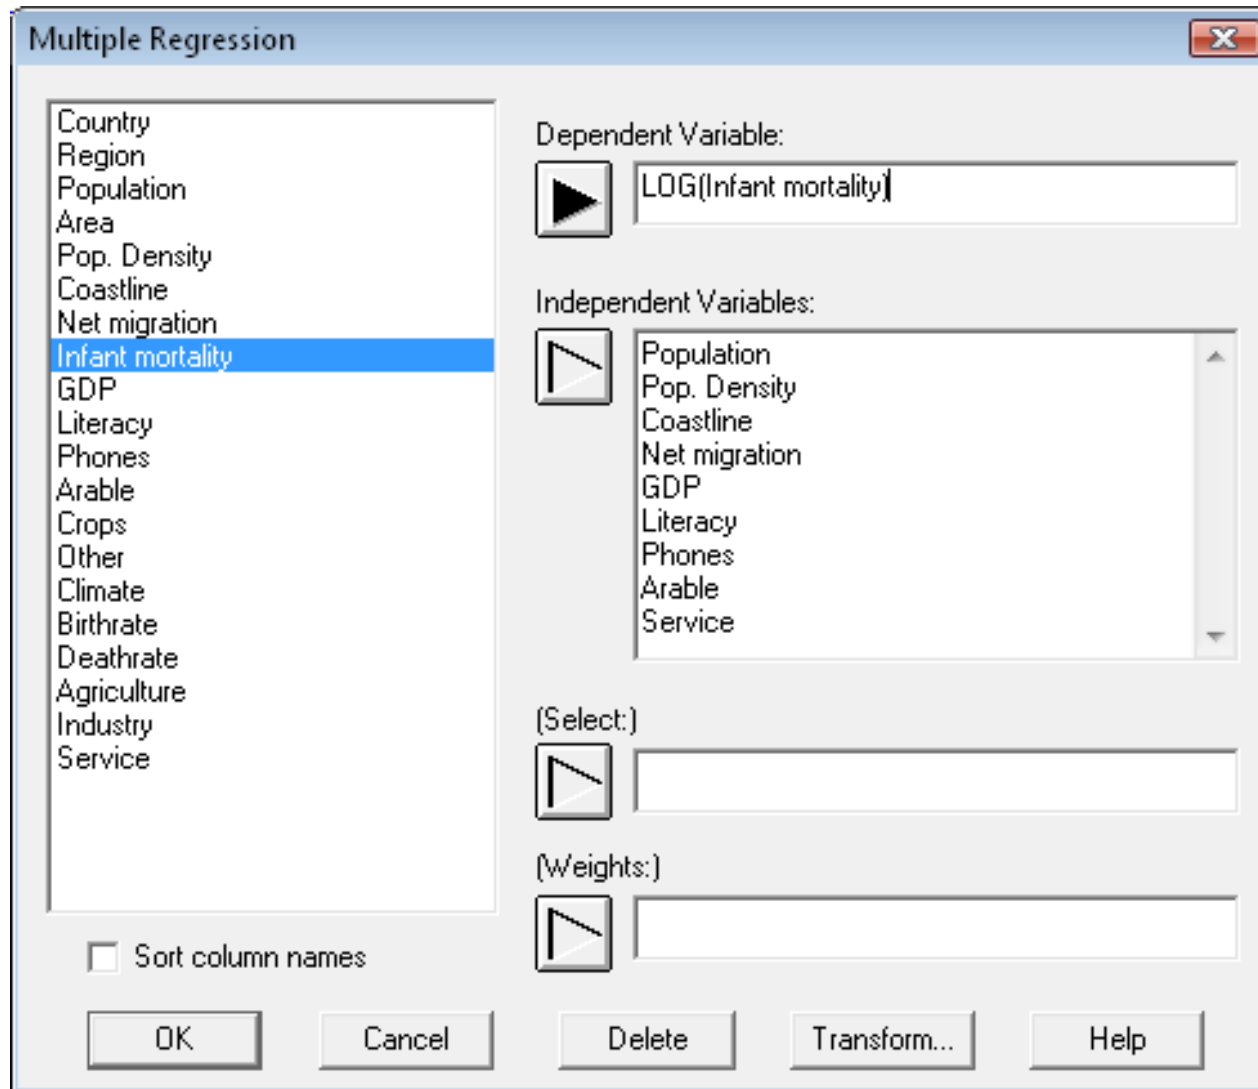 Multiple Regression
Country
Region
Population
Area
Pop. Density
Coastline
Net migration
Infant mortality
GDP
Literacy
Phones
Arable
Crops
Other
Climate
Birthrate
Deathrate
Agriculture
Industry
Service
Sort column names
Dependent Variable:
LOG(Infant mortality)
Independent Variables:
Population
Pop. Density
Coastline
Net migration
GDP
Literacy
Phones
Arable
Service
(Select:)
(Weights:)
OK
Cancel
Delete
Transform...
Help